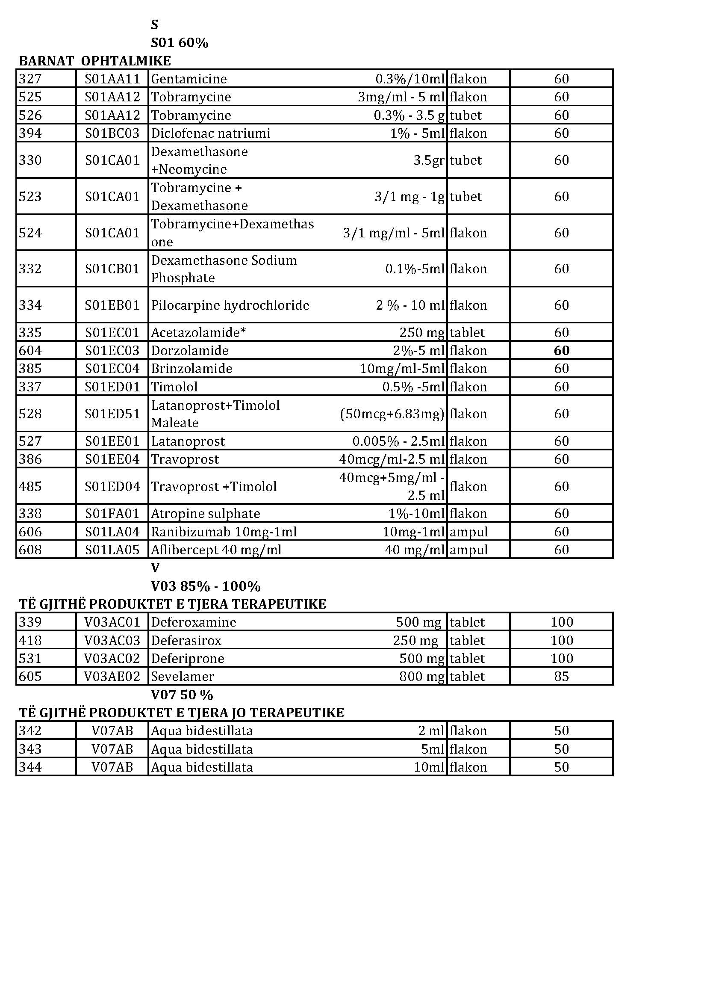 S
S01 60%
BARNAT OPHTALMIKE
327 S01AA11 Gentamicine 0.3%/10ml flakon 60
525 S01AA12 Tobramycine 3mg/ml - 5 ml flakon 60
526 S01AA12 Tobramycine 0.3% - 3.5 g tubet 60
394 S01BC03 Diclofenac natriumi 1% - 5ml flakon 60
330 S01CA01 Dexamethasone
+Neomycine 3.5gr tubet 60
523 S01CA01 Tobramycine +
Dexamethasone 3/1 mg - 1g tubet 60
524 S01CA01 Tobramycine+Dexamethas
one 3/1 mg/ml - 5ml flakon 60
332 S01CB01 Dexamethasone Sodium
Phosphate 0.1%-5ml flakon 60
334 S01EB01 Pilocarpine hydrochloride 2 % - 10 ml flakon 60
335 S01EC01 Acetazolamide* 250 mg tablet 60
604 S01EC03 Dorzolamide 2%-5 ml flakon 60
385 S01EC04 Brinzolamide 10mg/ml-5ml flakon 60
337 S01ED01 Timolol 0.5% -5ml flakon 60
528 S01ED51 Latanoprost+Timolol
Maleate (50mcg+6.83mg) flakon 60
527 S01EE01 Latanoprost 0.005% - 2.5ml flakon 60
386 S01EE04 Travoprost 40mcg/ml-2.5 ml flakon 60
485 S01ED04 Travoprost +Timolol 40mcg+5mg/ml -
2.5 ml flakon 60
338 S01FA01 Atropine sulphate 1%-10ml flakon 60
606 S01LA04 Ranibizumab 10mg-1ml 10mg-1ml ampul 60
608 S01LA05 Aflibercept 40 mg/ml 40 mg/ml ampul 60
V
V03 85% - 100%
TË GJITHË PRODUKTET E TJERA TERAPEUTIKE
339 V03AC01 Deferoxamine 500 mg tablet 100
418 V03AC03 Deferasirox 250 mg tablet 100
531 V03AC02 Deferiprone 500 mg tablet 100
605 V03AE02 Sevelamer 800 mg tablet 85
V07 50 %
TË GJITHË PRODUKTET E TJERA JO TERAPEUTIKE
342 V07AB Aqua bidestillata 2 ml flakon 50
343 V07AB Aqua bidestillata 5ml flakon 50
344 V07AB Aqua bidestillata 10ml flakon 50